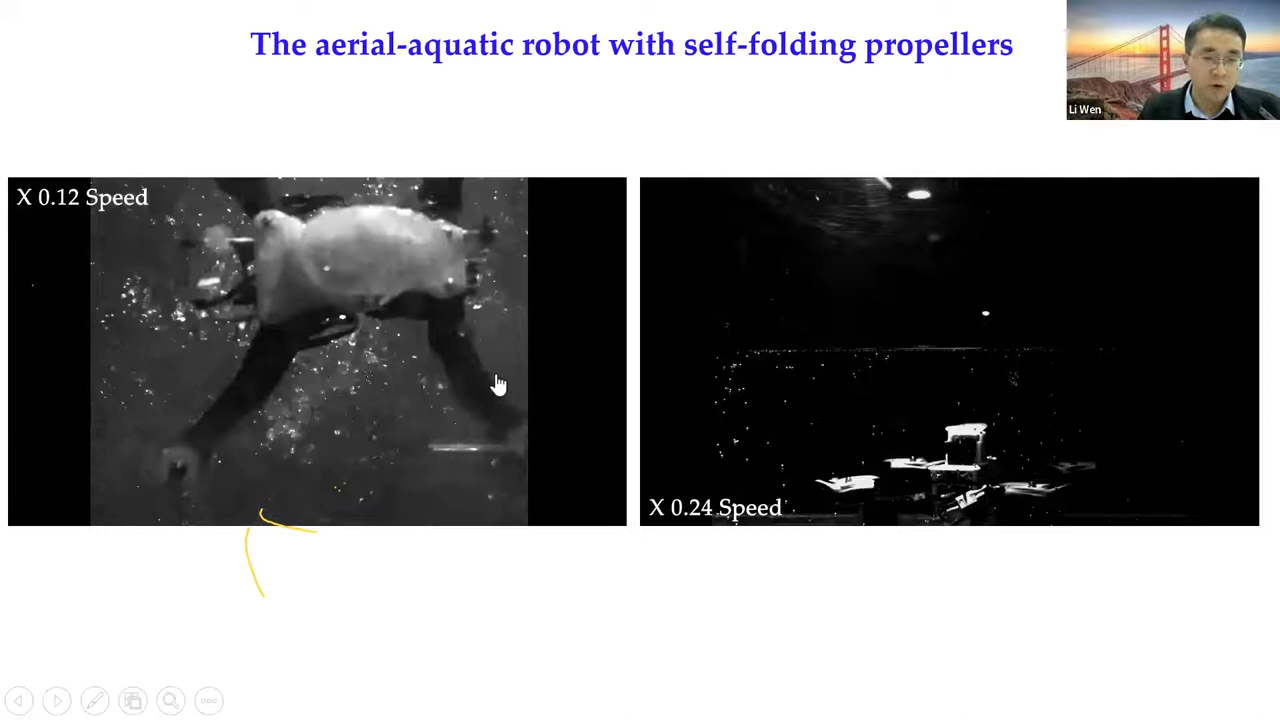 The aerial-aquatic robot with self-folding propellers
Li Wen
X 0.12 Speed
X 0.24 Speed